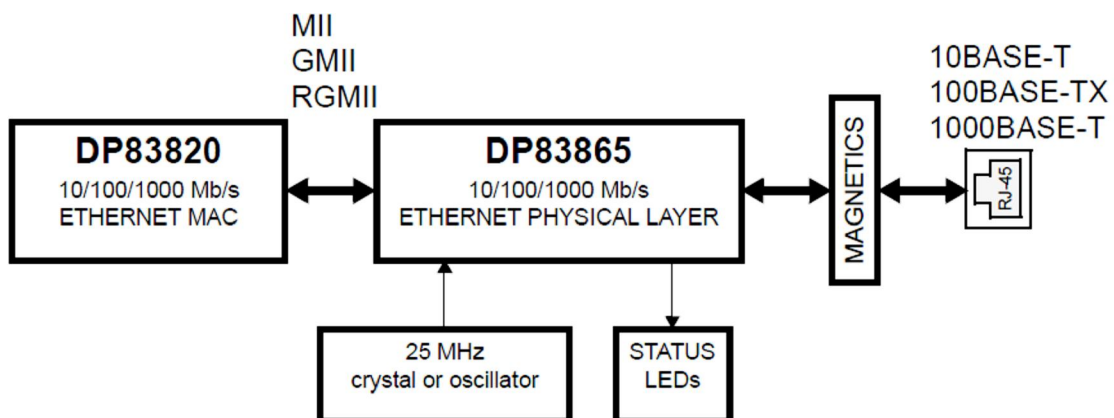 MII
GMII
RGMII
10BASE-T
100BASE-TX
1000BASE-T
DP83820
10/100/1000 Mb/s
ETHERNET MAC
DP83865
10/100/1000 Mb/s
ETHERNET PHYSICAL LAYER
MAGNETICS
RJ-45
25 MHz
crystal or oscillator
STATUS
LEDs